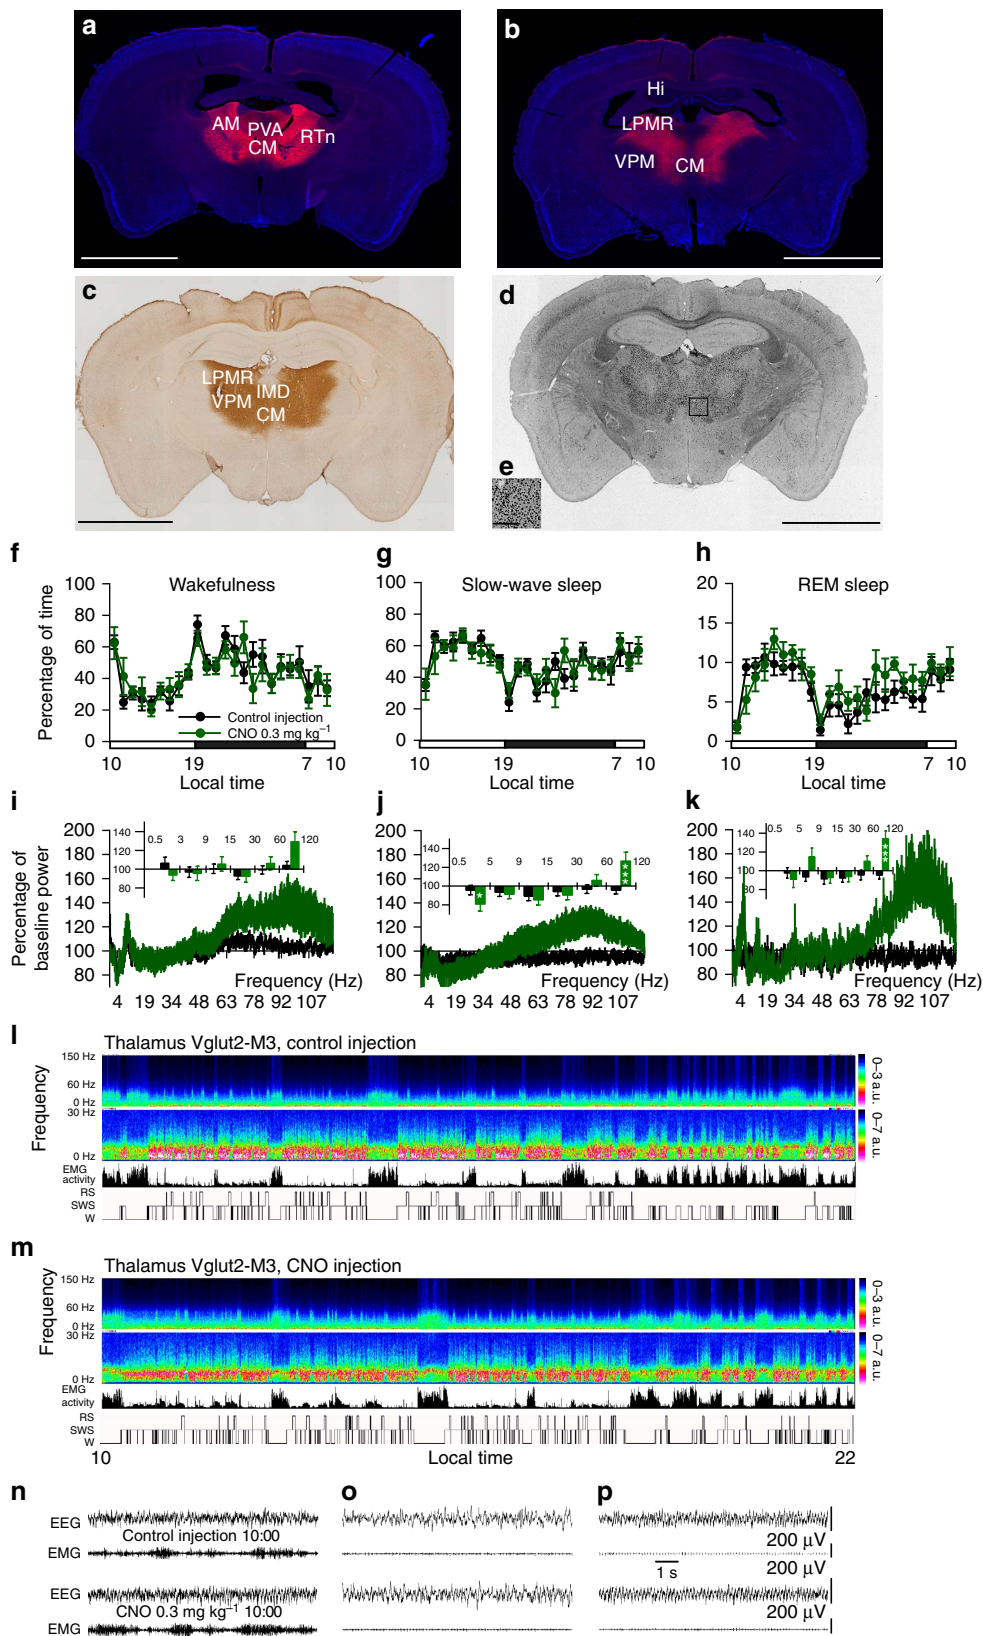 a
AM
PVA
CM
RTn
b
Hi
LPMR
VPM
CM
c
LPMR
IMD
VPM
CM
d
e
f
Wakefulness
Percentage of time
100
80
60
40
20
0
Control injection
CNO 0.3 mg kg⁻¹
10 19 7 10
Local time
g
Slow-wave sleep
100
80
60
40
20
0
10 19 7 10
Local time
h
REM sleep
20
15
10
5
0
10 19 7 10
Local time
i
Percentage of baseline power
200
180
160
140
120
100
80
140
100
80
0.5 3 9 15 30 60 120
Frequency (Hz)
4 19 34 48 63 78 92 107
j
200
180
160
140
120
100
80
140
100
80
0.5 5 9 15 30 60 120
***
Frequency (Hz)
4 19 34 48 63 78 92 107
k
200
180
160
140
120
100
80
140
100
80
0.5 5 9 15 30 60 120
***
Frequency (Hz)
4 19 34 48 63 78 92 107
l
Thalamus Vglut2-M3, control injection
Frequency
150 Hz
60 Hz
0 Hz
30 Hz
0 Hz
0–3 a.u.
0–7 a.u.
EMG activity
RS
SWS
W
m
Thalamus Vglut2-M3, CNO injection
Frequency
150 Hz
60 Hz
0 Hz
30 Hz
0 Hz
0–3 a.u.
0–7 a.u.
EMG activity
RS
SWS
W
10 Local time 22
n
EEG
Control injection 10:00
EMG
EEG
CNO 0.3 mg kg⁻¹ 10:00
EMG
o
p
200 μV
1 s
200 μV
200 μV
200 μV